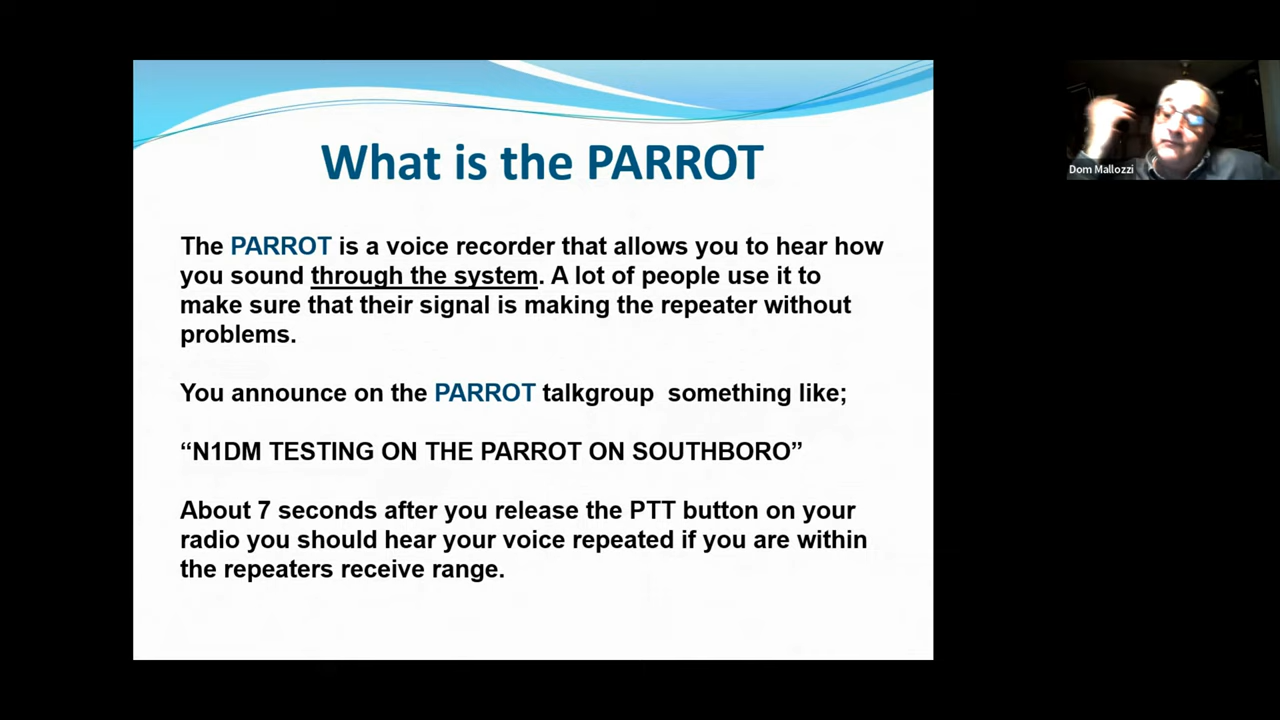 What is the PARROT
The PARROT is a voice recorder that allows you to hear how
you sound through the system. A lot of people use it to
make sure that their signal is making the repeater without
problems.
You announce on the PARROT talkgroup  something like;
“N1DM TESTING ON THE PARROT ON SOUTHBORO”
About 7 seconds after you release the PTT button on your
radio you should hear your voice repeated if you are within
the repeaters receive range.
Dom Mallozzi